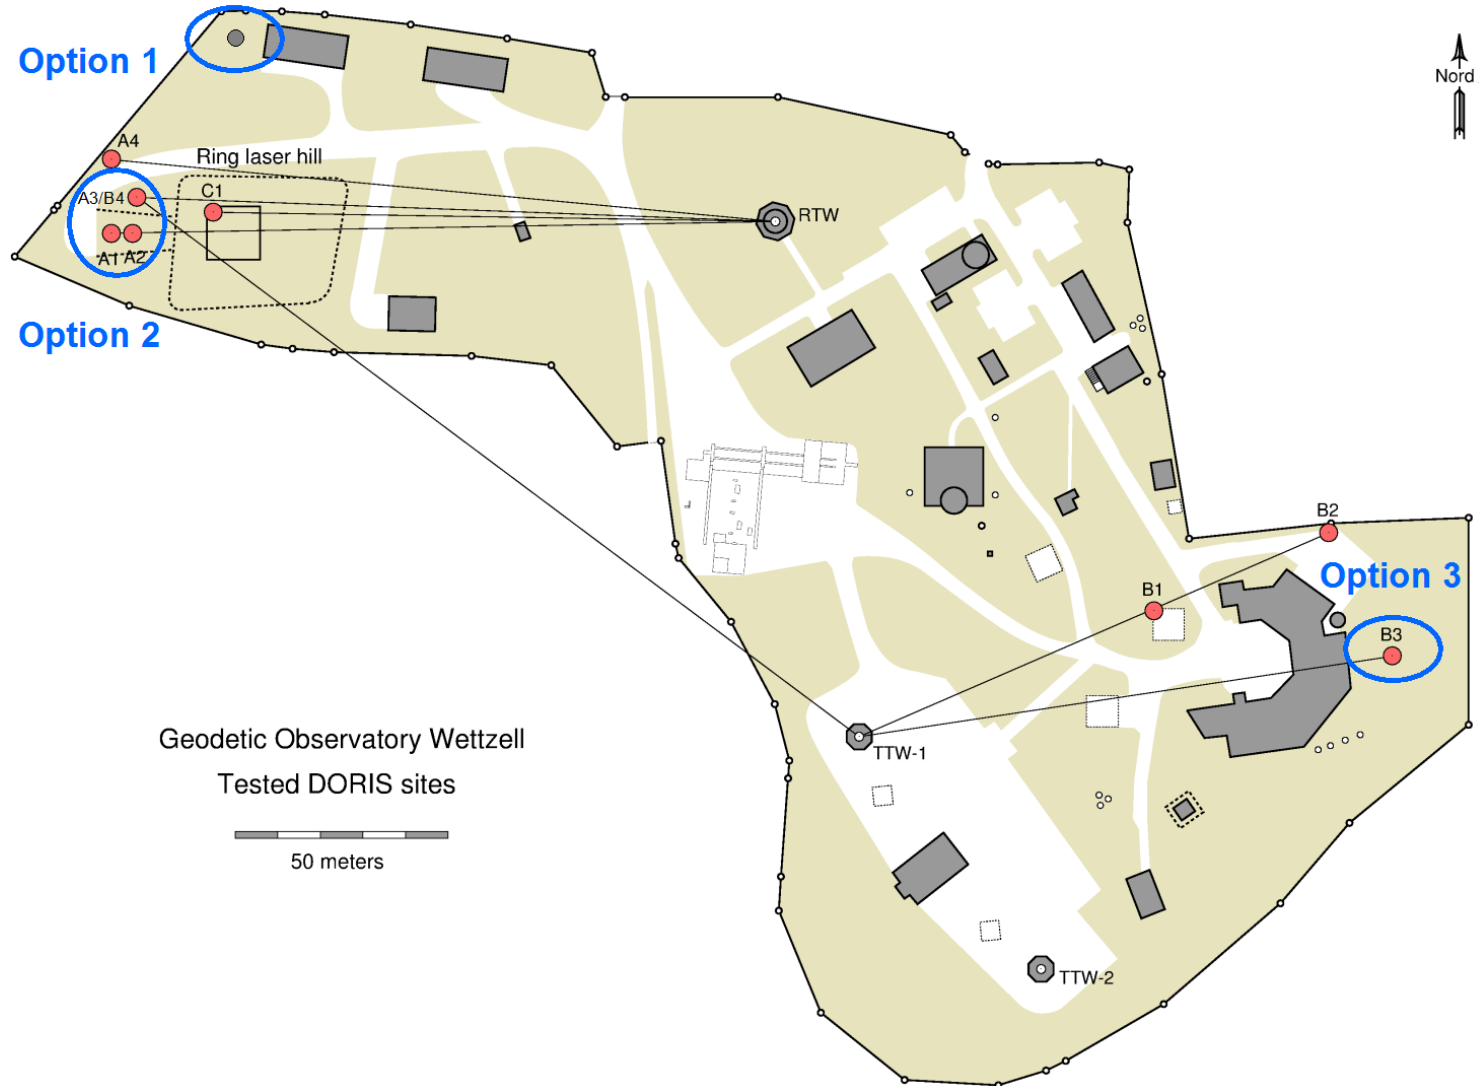 Option 1
Nord
A4
Ring laser hill
A3/B4
C1
RTW
A1 A2
Option 2
B2
Option 3
B1
B3
Geodetic Observatory Wettzell
TTW-1
Tested DORIS sites
50 meters
TTW-2